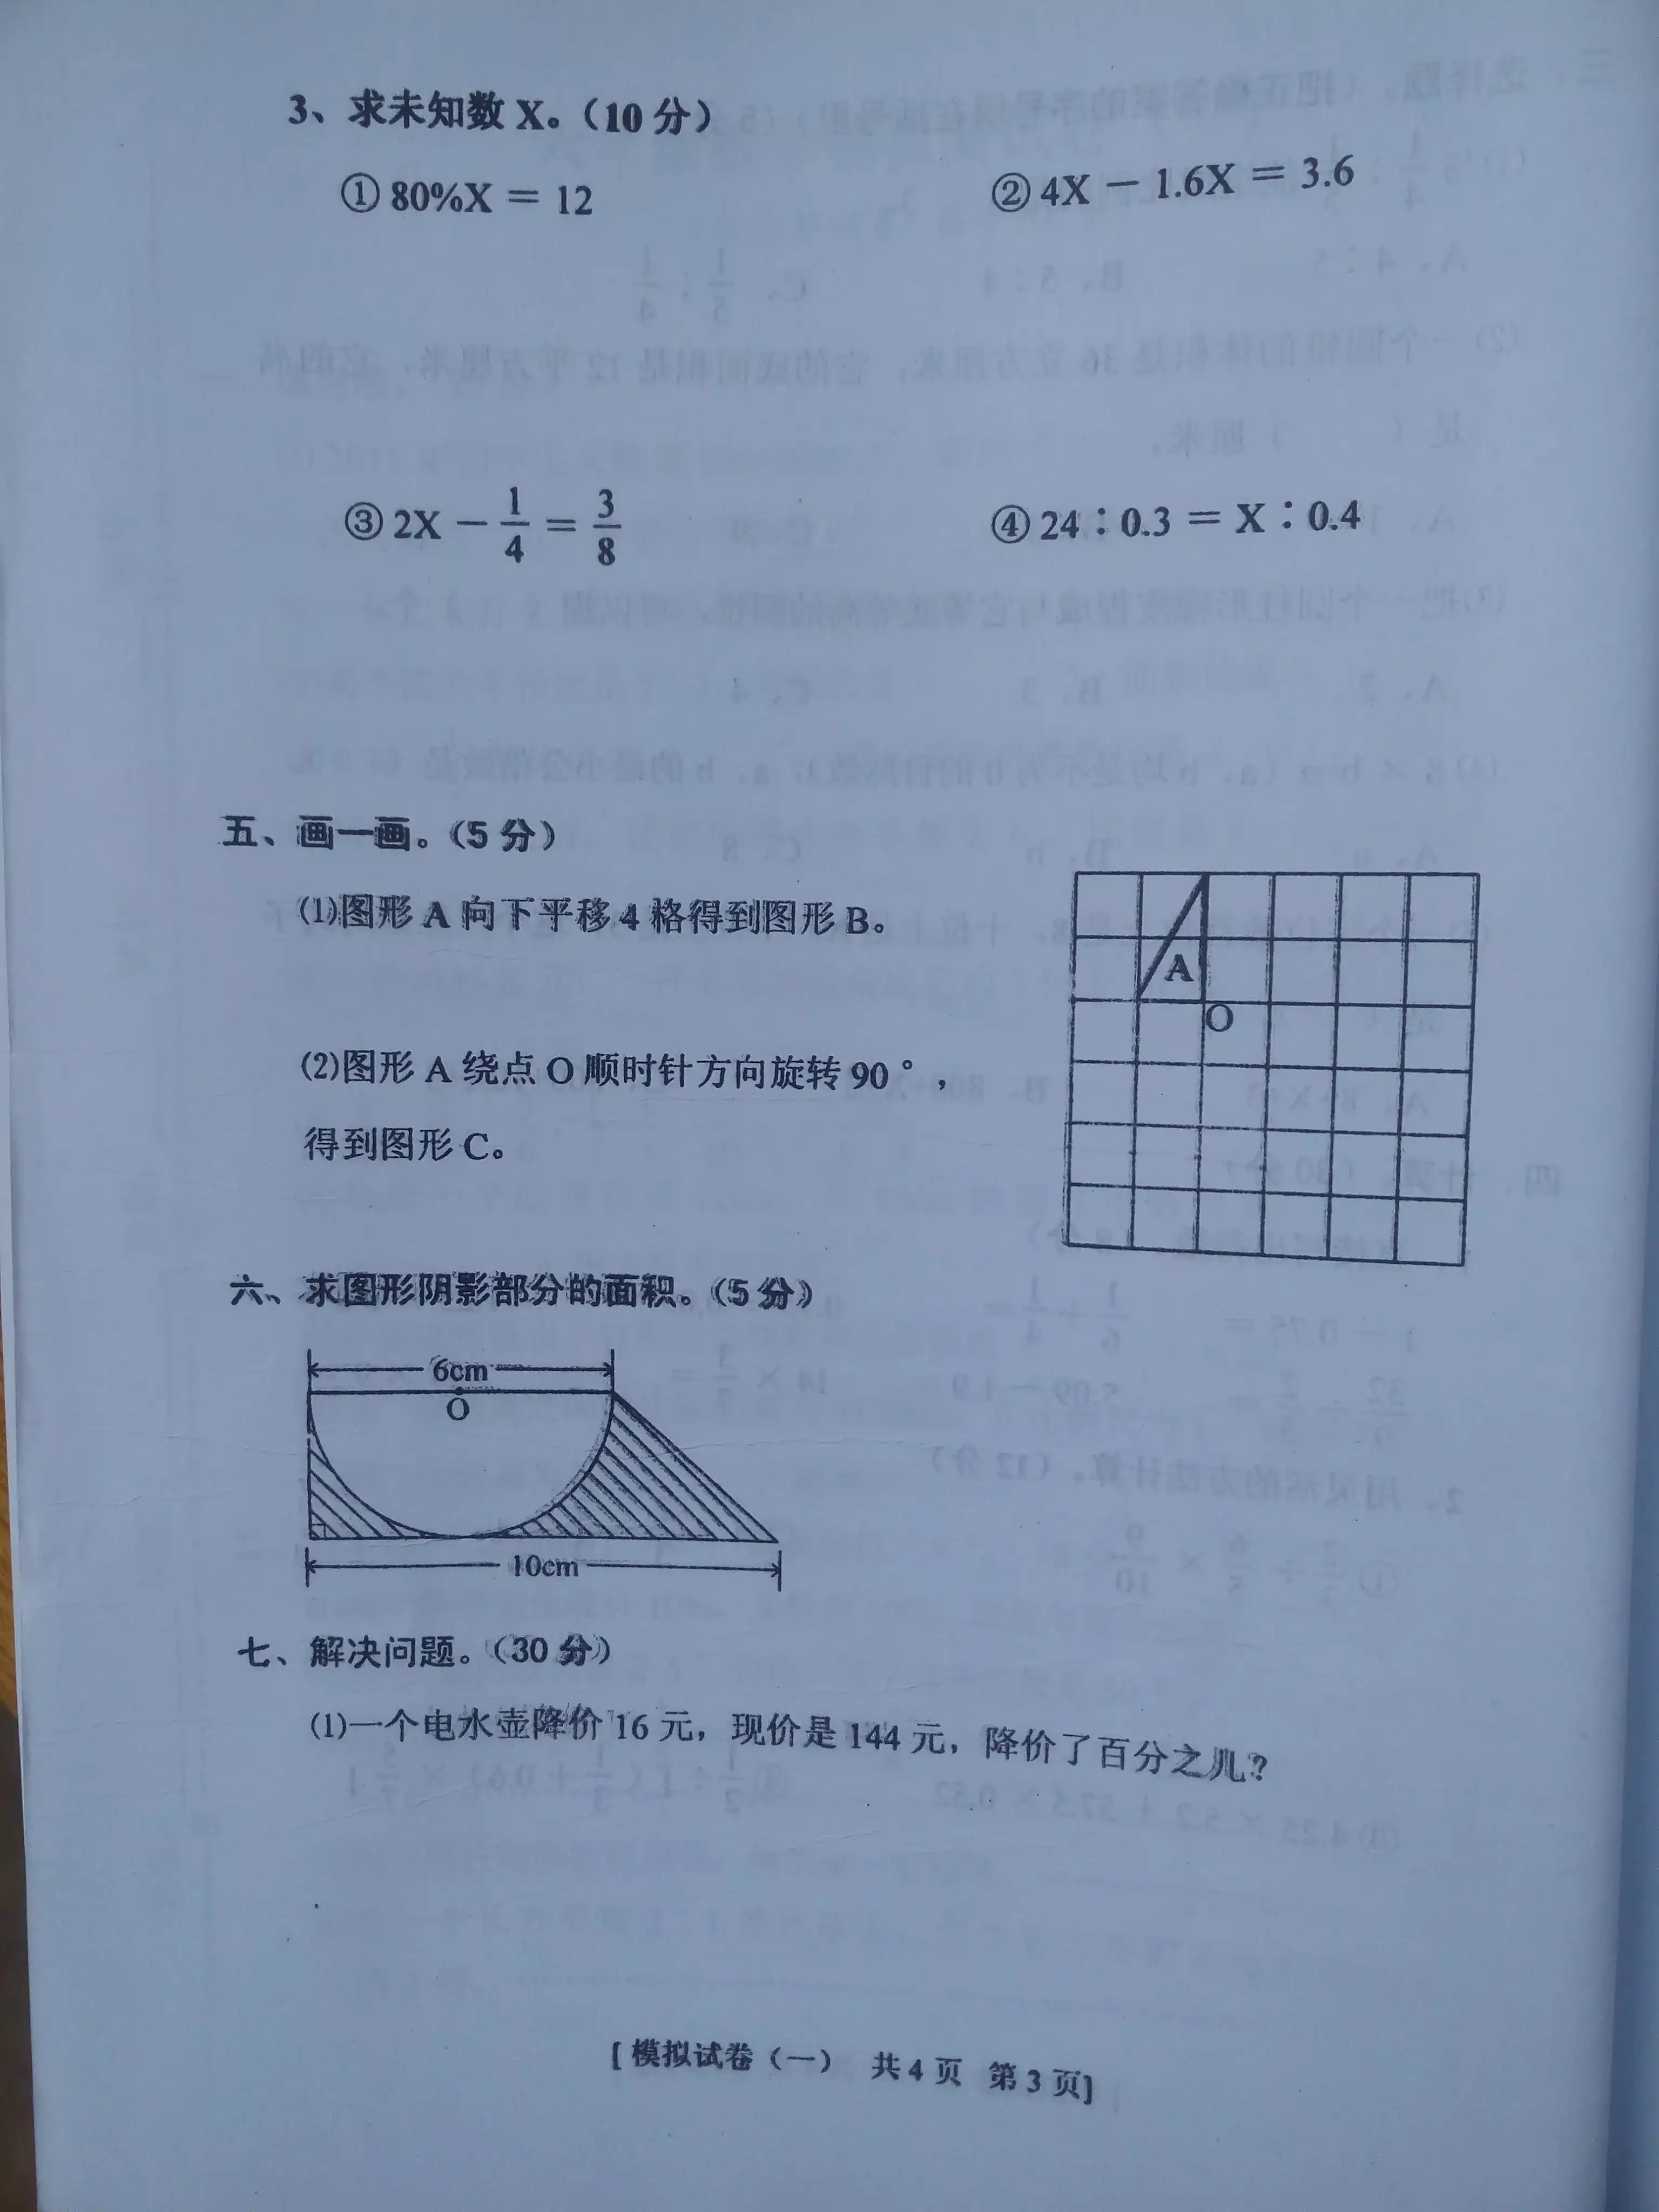 3、求未知数 X。（10 分）
① 80%X = 12
② 4X − 1.6X = 3.6
③ 2X − 1/4 = 3/8
④ 24∶0.3 = X∶0.4
五、画一画。（5 分）
(1)图形 A 向下平移 4 格得到图形 B。
A
O
(2)图形 A 绕点 O 顺时针方向旋转 90°，
得到图形 C。
六、求图形阴影部分的面积。（5 分）
6cm
O
10cm
七、解决问题。（30 分）
(1)一个电水壶降价 16 元，现价是 144 元，降价了百分之几？
[ 模拟试卷（一） 共 4 页 第 3 页]